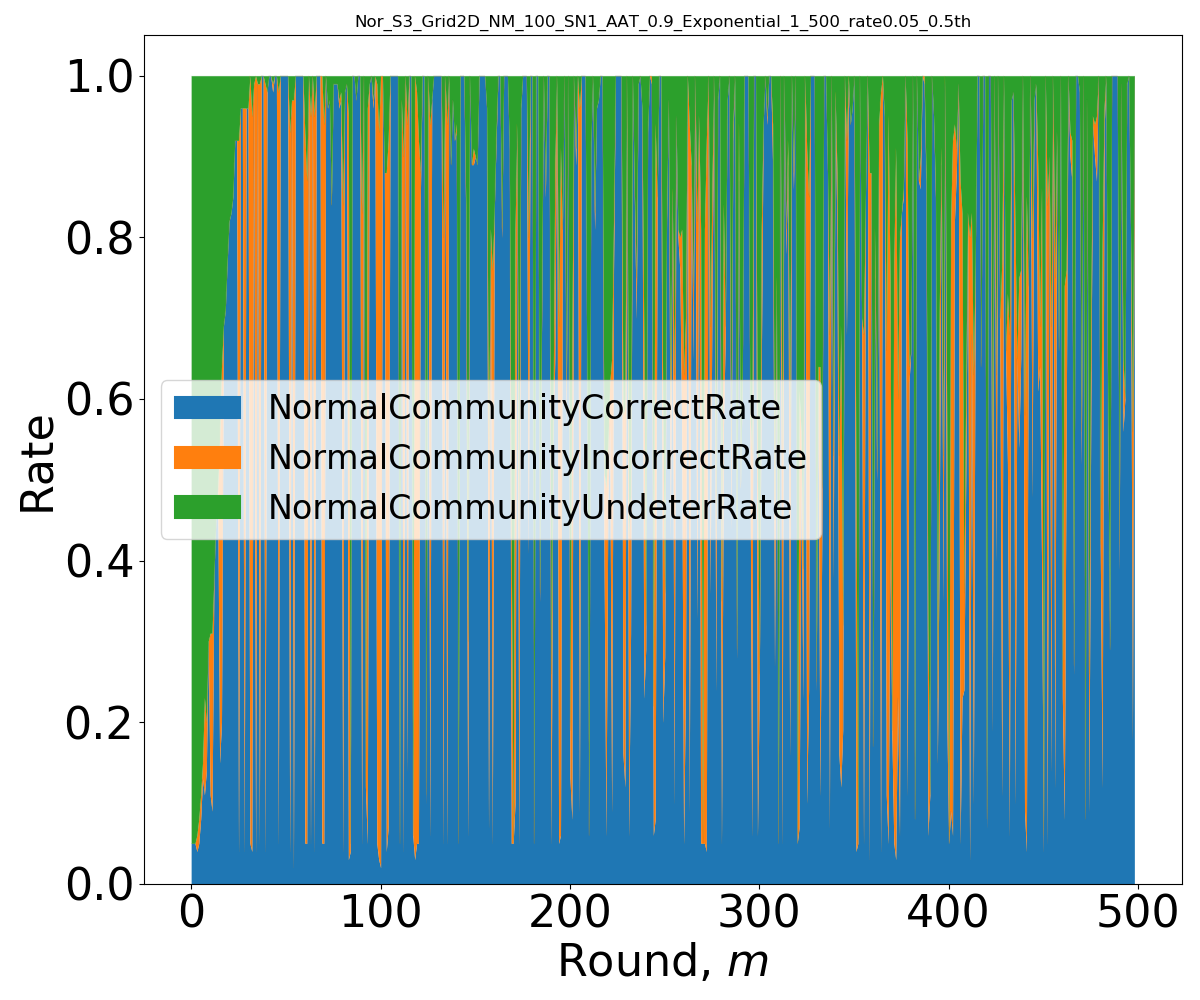 Nor_S3_Grid2D_NM_100_SN1_AAT_0.9_Exponential_1_500_rate0.05_0.5th
1.0
0.8
0.6
0.4
0.2
0.0
Rate
NormalCommunityCorrectRate
NormalCommunityIncorrectRate
NormalCommunityUndeterRate
0 100 200 300 400 500
Round, m